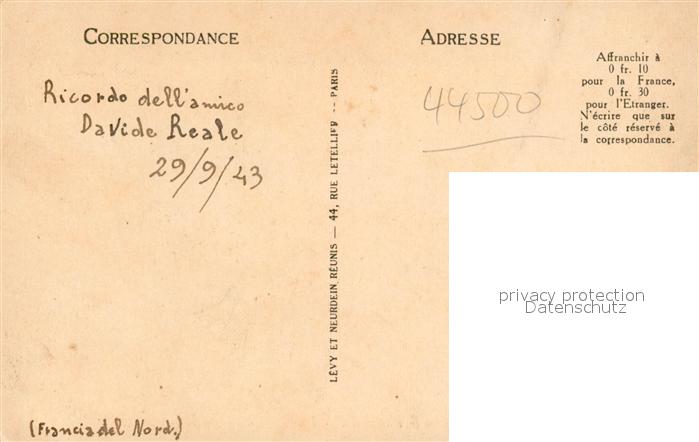 CORRESPONDANCE
Ricordo dell'amico
Davide Reale
29/9/43
(Francia del Nord.)
LÉVY ET NEURDEIN RÉUNIS — 44, RUE LETELLIER -- PARIS
ADRESSE
44500
Affranchir à
0 fr. 10
pour la France,
0 fr. 30
pour l'Etranger.
N'écrire que sur
le côté réservé à
la correspondance.
privacy protection
Datenschutz